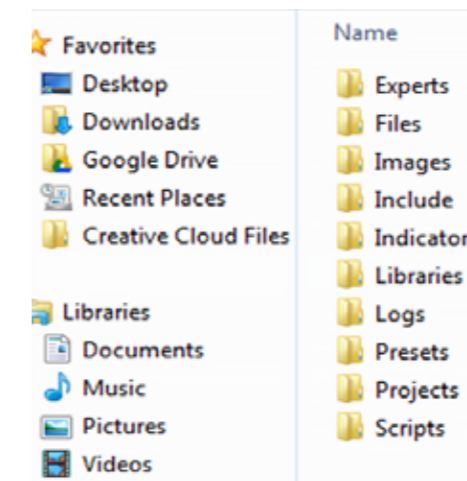 Favorites
Desktop
Downloads
Google Drive
Recent Places
Creative Cloud Files
Libraries
Documents
Music
Pictures
Videos
Name
Experts
Files
Images
Include
Indicator
Libraries
Logs
Presets
Projects
Scripts